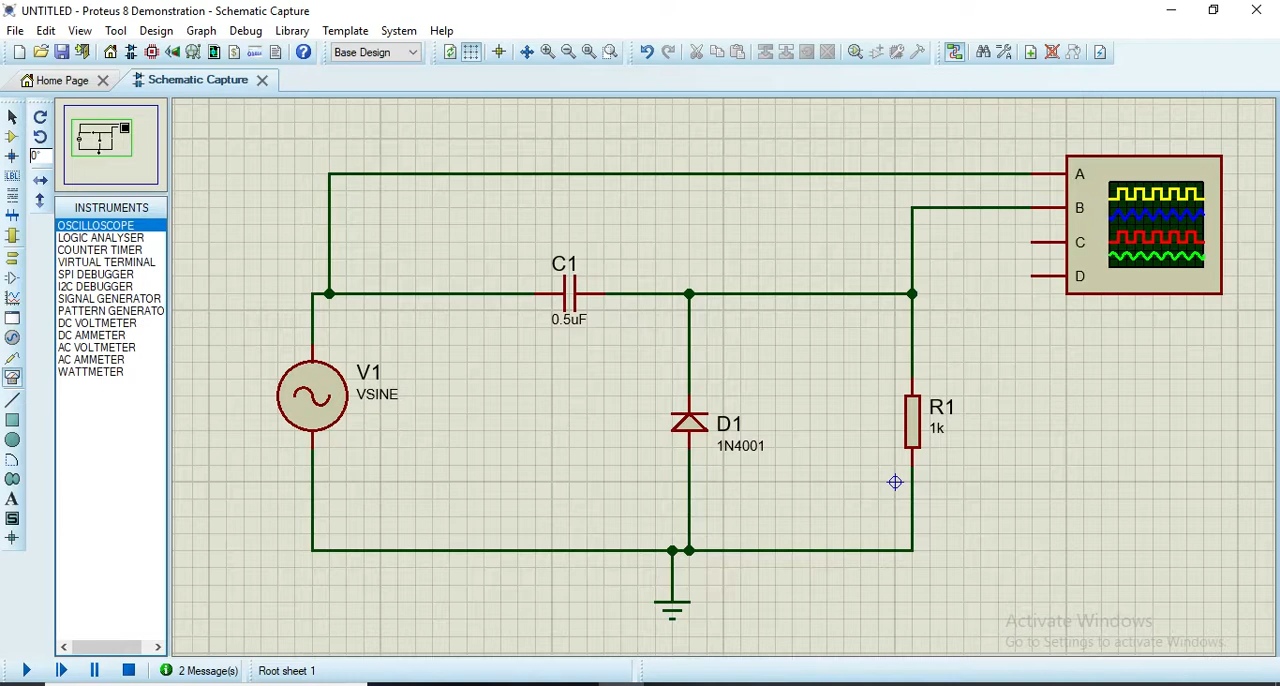 UNTITLED - Proteus 8 Demonstration - Schematic Capture
File Edit View Tool Design Graph Debug Library Template System Help
Base Design
Home Page
Schematic Capture
0°
INSTRUMENTS
OSCILLOSCOPE
LOGIC ANALYSER
COUNTER TIMER
VIRTUAL TERMINAL
SPI DEBUGGER
I2C DEBUGGER
SIGNAL GENERATOR
PATTERN GENERATO
DC VOLTMETER
DC AMMETER
AC VOLTMETER
AC AMMETER
WATTMETER
LBL
A
S
A
B
C
D
C1
0.5uF
V1
VSINE
D1
1N4001
R1
1k
Activate Windows
Go to Settings to activate Windows.
2 Message(s)
Root sheet 1